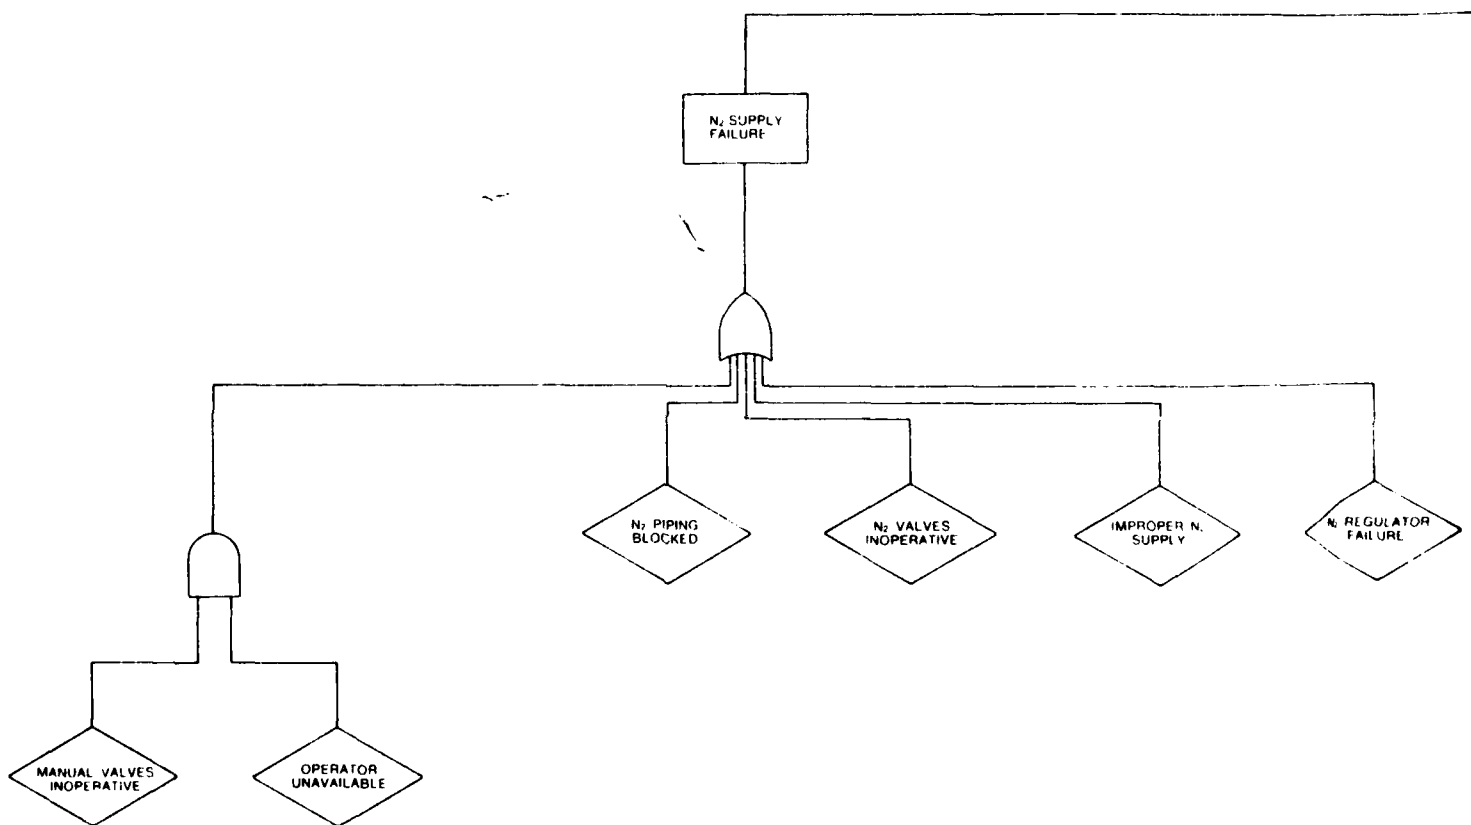 N₂ SUPPLY
FAILURE
N₂ PIPING
BLOCKED
N₂ VALVES
INOPERATIVE
IMPROPER N₂
SUPPLY
N₂ REGULATOR
FAILURE
MANUAL VALVES
INOPERATIVE
OPERATOR
UNAVAILABLE